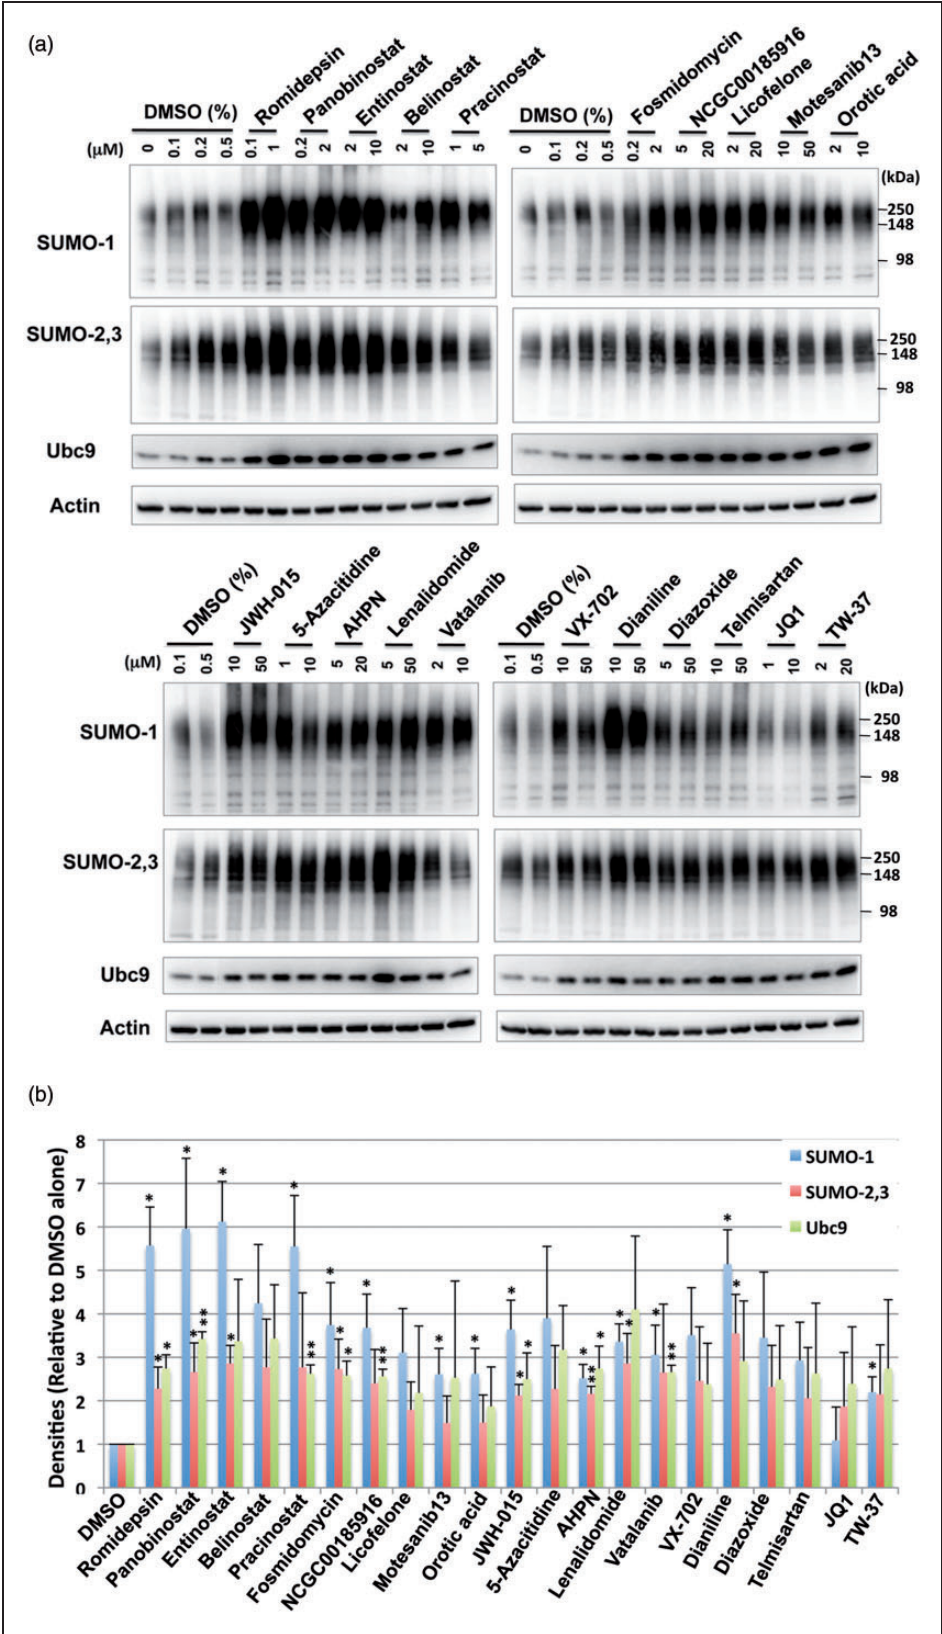 (a)
DMSO (%) Romidepsin Panobinostat Entinostat Belinostat Pracinostat DMSO (%) Fosmidomycin NCGC00185916 Licofelone Motesanib13 Orotic acid
(μM) 0 0.1 0.2 0.5 0.1 1 0.2 2 2 10 2 10 1 5 0 0.1 0.2 0.5 0.2 2 5 20 2 20 10 50 2 10
(kDa)
SUMO-1 250
148
98
SUMO-2,3 250
148
98
Ubc9
Actin
DMSO (%) JWH-015 5-Azacitidine AHPN Lenalidomide Vatalanib DMSO (%) VX-702 Dianiline Diazoxide Telmisartan JQ1 TW-37
(μM) 0.1 0.5 10 50 1 10 5 20 5 50 2 10 0.1 0.5 10 50 10 50 5 50 10 50 1 10 2 20
(kDa)
SUMO-1 250
148
98
SUMO-2,3 250
148
98
Ubc9
Actin
(b)
Densities (Relative to DMSO alone)
8
7
6
5
4
3
2
1
0
SUMO-1
SUMO-2,3
Ubc9
DMSO Romidepsin Panobinostat Entinostat Belinostat Pracinostat Fosmidomycin NCGC00185916 Licofelone Motesanib13 Orotic acid JWH-015 5-Azacitidine AHPN Lenalidomide Vatalanib VX-702 Dianiline Diazoxide Telmisartan JQ1 TW-37